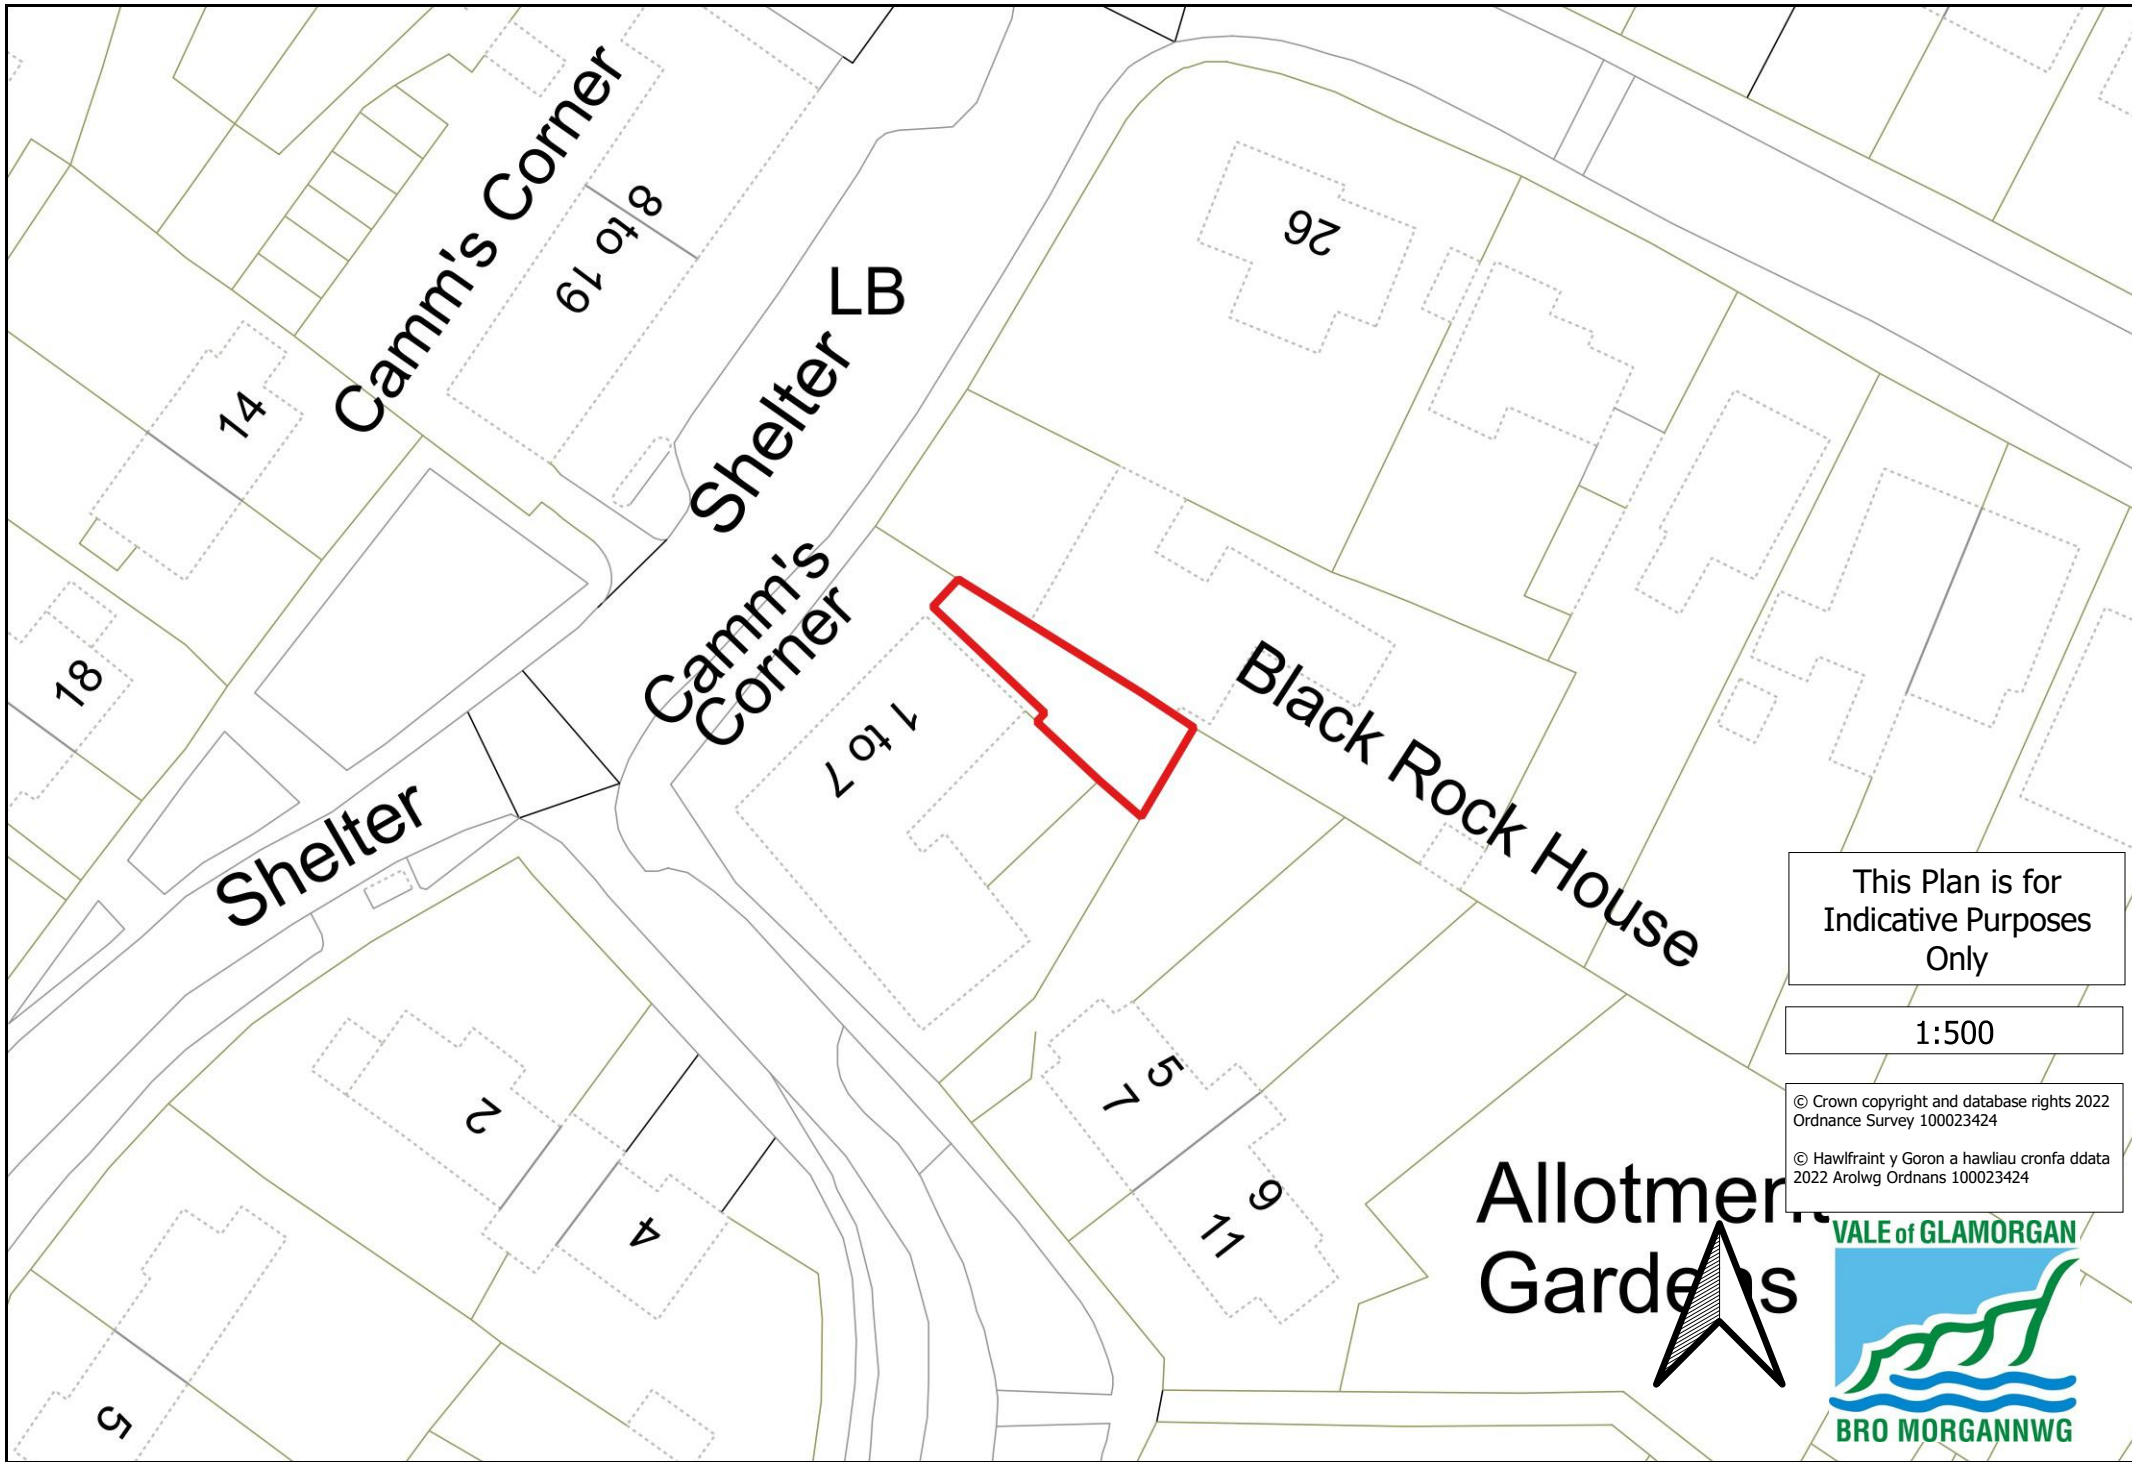 Camm's Corner
8 to 19
LB
Shelter
26
14
Camm's
Corner
18
1 to 7
Black Rock House
Shelter
This Plan is for
Indicative Purposes
Only
1:500
© Crown copyright and database rights 2022
Ordnance Survey 100023424
© Hawlfraint y Goron a hawliau cronfa ddata
2022 Arolwg Ordnans 100023424
2
4
5
7
9
11
5
Allotment
Gardens
VALE of GLAMORGAN
BRO MORGANNWG